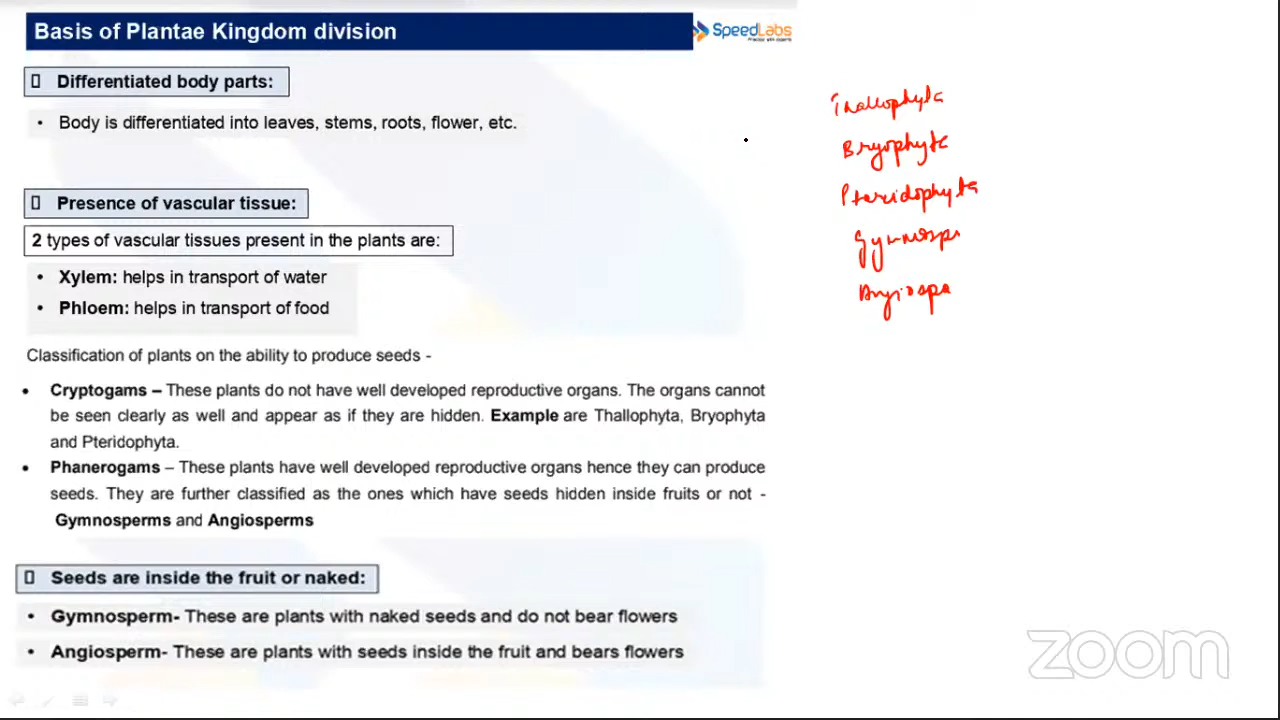 Basis of Plantae Kingdom division
SpeedLabs
Differentiated body parts:
• Body is differentiated into leaves, stems, roots, flower, etc.
Presence of vascular tissue:
2 types of vascular tissues present in the plants are:
• Xylem: helps in transport of water
• Phloem: helps in transport of food
Classification of plants on the ability to produce seeds -
• Cryptogams – These plants do not have well developed reproductive organs. The organs cannot
be seen clearly as well and appear as if they are hidden. Example are Thallophyta, Bryophyta
and Pteridophyta.
• Phanerogams – These plants have well developed reproductive organs hence they can produce
seeds. They are further classified as the ones which have seeds hidden inside fruits or not -
Gymnosperms and Angiosperms
Seeds are inside the fruit or naked:
• Gymnosperm- These are plants with naked seeds and do not bear flowers
• Angiosperm- These are plants with seeds inside the fruit and bears flowers
Thallophyta
Bryophyta
Pteridophyta
Gymnospe
Angiospe
zoom